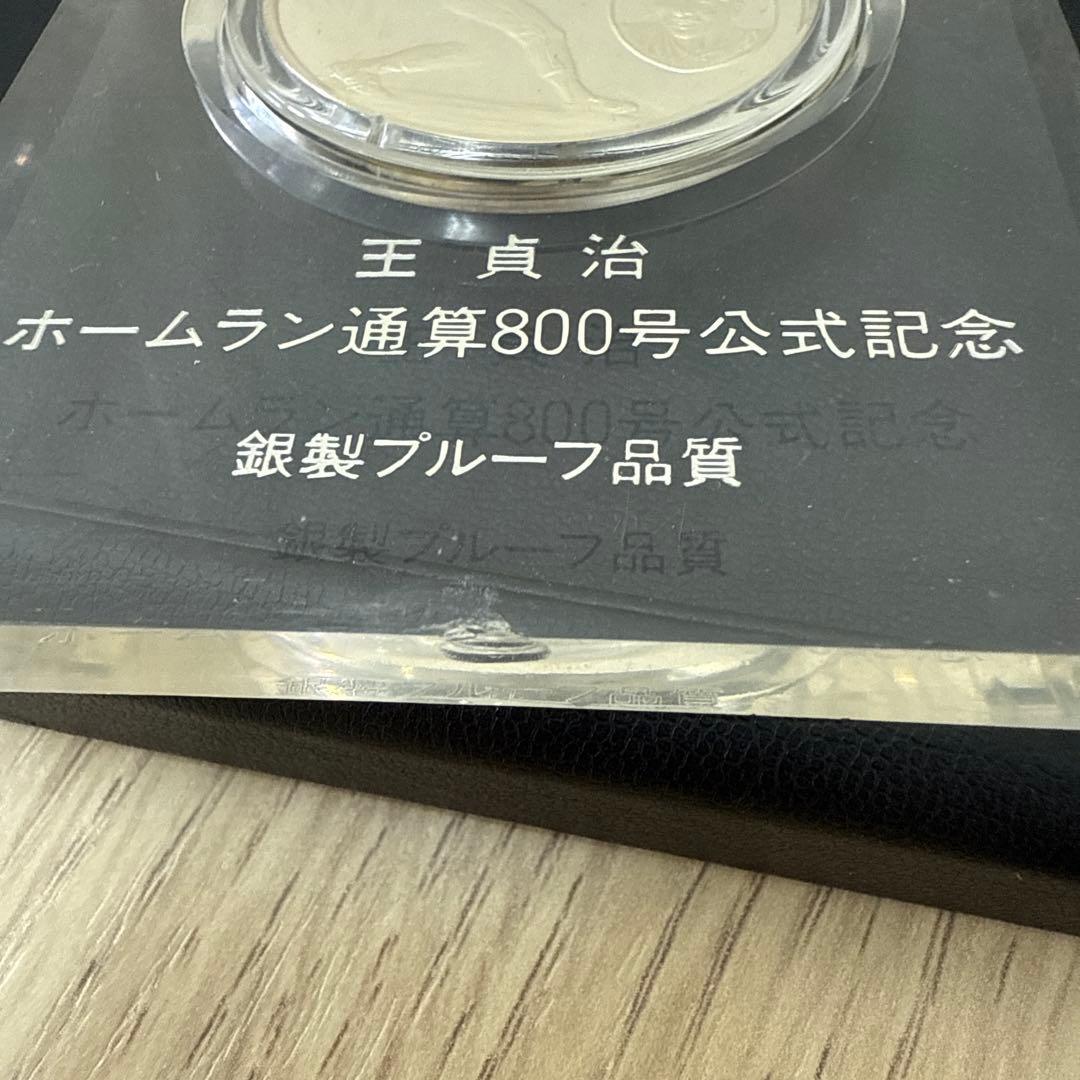 王 貞 治
ホームラン通算800号公式記念
銀製プルーフ品質